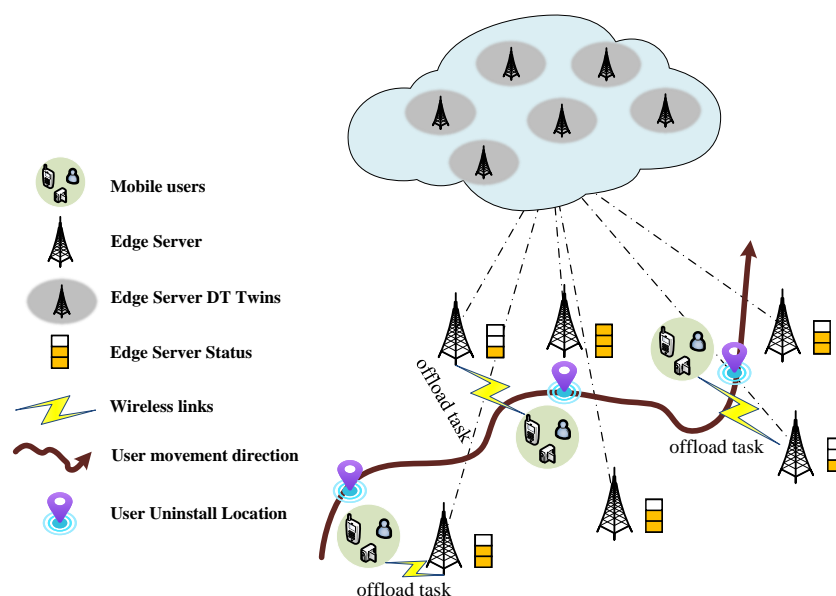 Mobile users
Edge Server
Edge Server DT Twins
Edge Server Status
Wireless links
User movement direction
User Uninstall Location
offload task
offload task
offload task